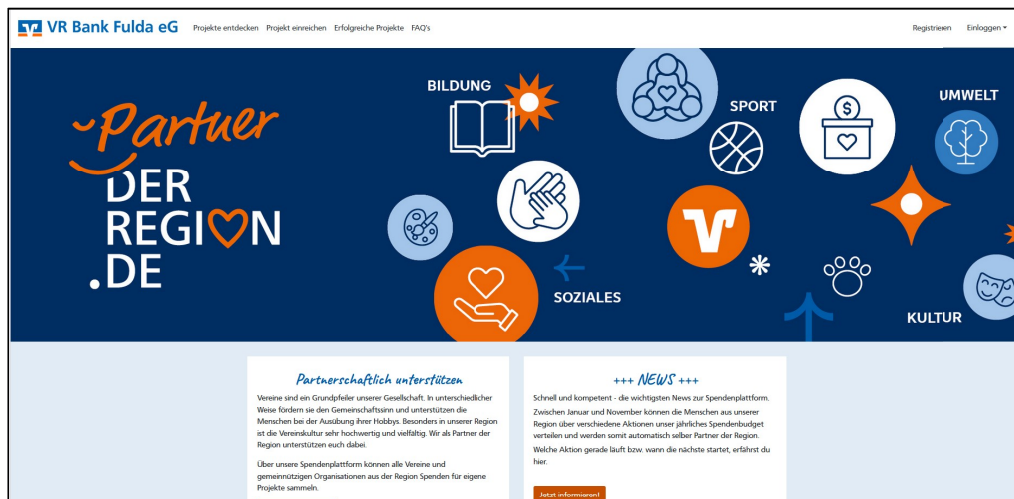 VR Bank Fulda eG
Projekte entdecken Projekt einreichen Erfolgreiche Projekte FAQ's
Registrieren Einloggen
Partner
DER
REGION
.DE
BILDUNG
SPORT
UMWELT
SOZIALES
KULTUR
Partnerschaftlich unterstützen
Vereine sind ein Grundpfeiler unserer Gesellschaft. In unterschiedlicher
Weise fördern sie den Gemeinschaftssinn und unterstützen die
Menschen bei der Ausübung ihrer Hobbys. Besonders in unserer Region
ist die Vereinskultur sehr hochwertig und vielfältig. Wir als Partner der
Region unterstützen euch dabei.
Über unsere Spendenplattform können alle Vereine und
gemeinnützigen Organisationen aus der Region Spenden für eigene
Projekte sammeln.
+++ NEWS +++
Schnell und kompetent - die wichtigsten News zur Spendenplattform.
Zwischen Januar und November können die Menschen aus unserer
Region über verschiedene Aktionen unser jährliches Spendenbudget
verteilen und werden somit automatisch selber Partner der Region.
Welche Aktion gerade läuft bzw. wann die nächste startet, erfährst du
hier.
Jetzt informieren!